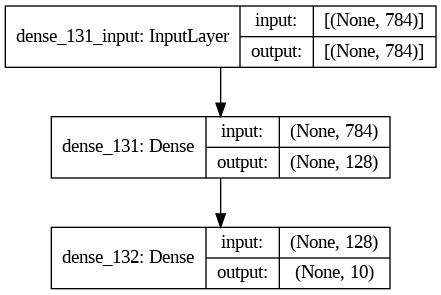 dense_131_input: InputLayer
input: [(None, 784)]
output: [(None, 784)]
dense_131: Dense
input: (None, 784)
output: (None, 128)
dense_132: Dense
input: (None, 128)
output: (None, 10)